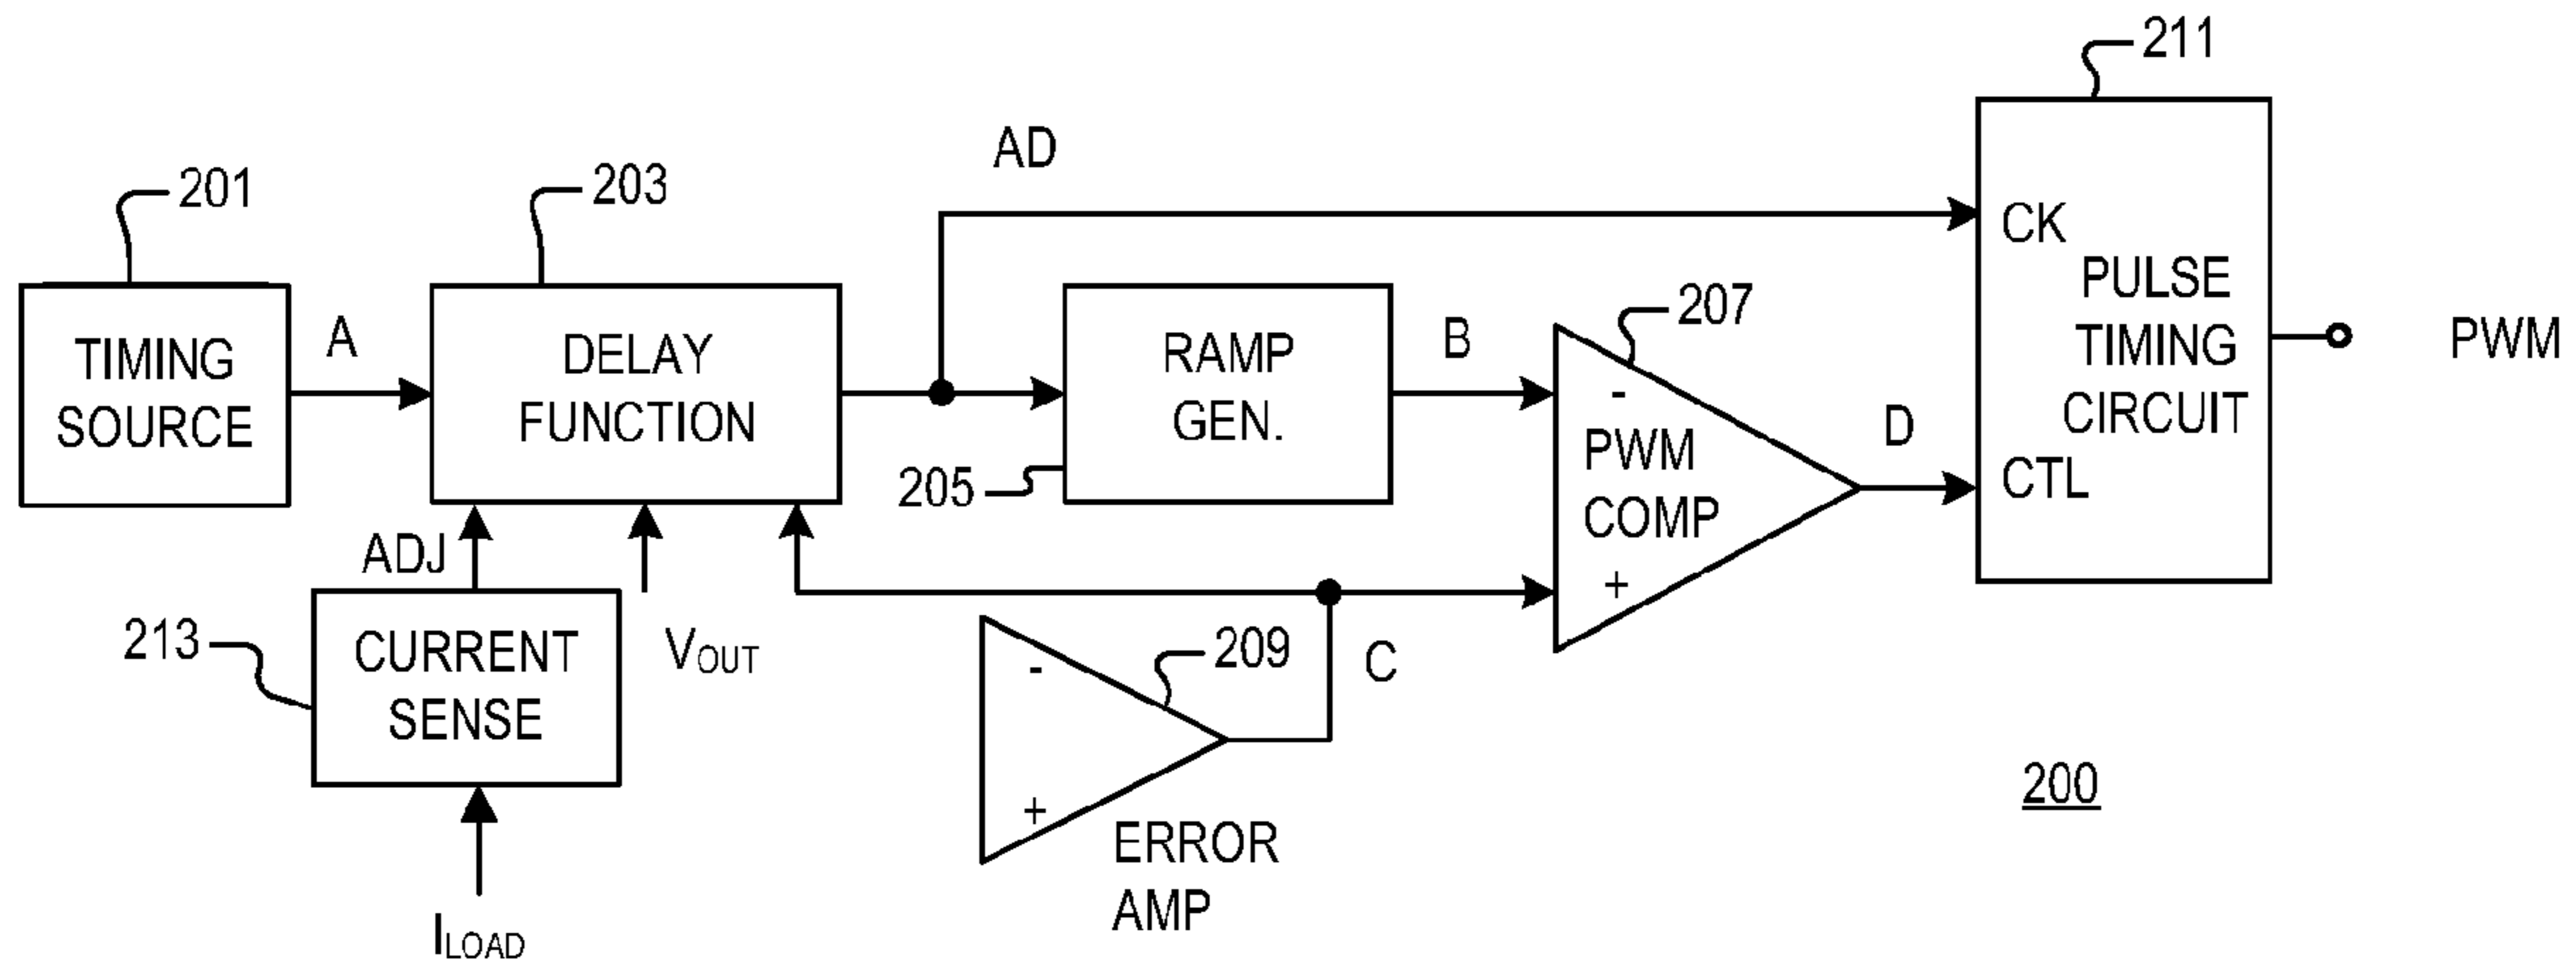 211
AD
201
203
CK
PULSE
TIMING
CIRCUIT
CTL
PWM
TIMING
SOURCE
A
DELAY
FUNCTION
RAMP
GEN.
205
B
207
-
PWM
COMP
+
D
ADJ
213
CURRENT
SENSE
VOUT
209
-
+
C
ERROR
AMP
200
ILOAD